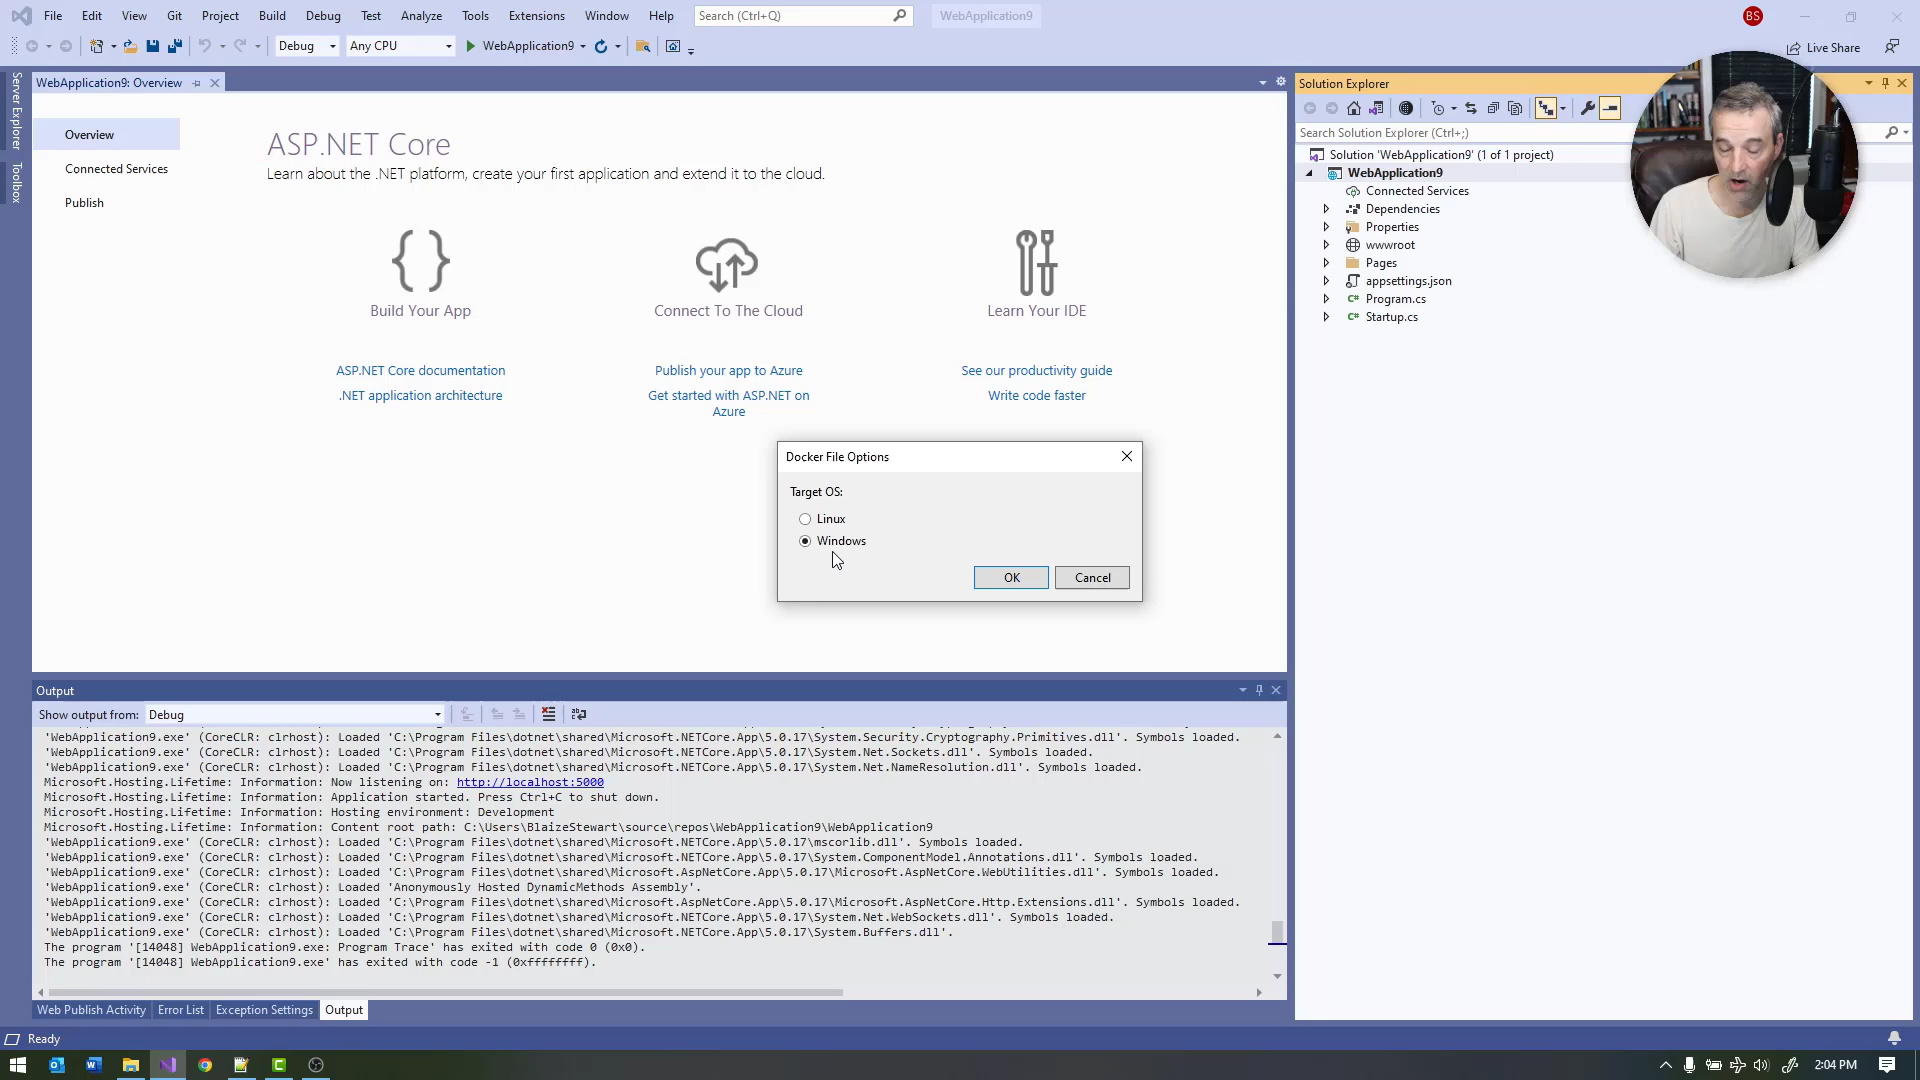 File Edit View Git Project Build Debug Test Analyze Tools Extensions Window Help Search (Ctrl+Q) WebApplication9 BS
Debug Any CPU WebApplication9 Live Share
Server Explorer
Toolbox
WebApplication9: Overview
Overview
Connected Services
Publish
ASP.NET Core
Learn about the .NET platform, create your first application and extend it to the cloud.
Build Your App
Connect To The Cloud
Learn Your IDE
ASP.NET Core documentation
.NET application architecture
Publish your app to Azure
Get started with ASP.NET on
Azure
See our productivity guide
Write code faster
Docker File Options
Target OS:
Linux
Windows
OK Cancel
Solution Explorer
Search Solution Explorer (Ctrl+;)
Solution 'WebApplication9' (1 of 1 project)
WebApplication9
Connected Services
Dependencies
Properties
wwwroot
Pages
appsettings.json
C# Program.cs
C# Startup.cs
Output
Show output from: Debug
'WebApplication9.exe' (CoreCLR: clrhost): Loaded 'C:\Program Files\dotnet\shared\Microsoft.NETCore.App\5.0.17\System.Security.Cryptography.Primitives.dll'. Symbols loaded.
'WebApplication9.exe' (CoreCLR: clrhost): Loaded 'C:\Program Files\dotnet\shared\Microsoft.NETCore.App\5.0.17\System.Net.Sockets.dll'. Symbols loaded.
'WebApplication9.exe' (CoreCLR: clrhost): Loaded 'C:\Program Files\dotnet\shared\Microsoft.NETCore.App\5.0.17\System.Net.NameResolution.dll'. Symbols loaded.
Microsoft.Hosting.Lifetime: Information: Now listening on: http://localhost:5000
Microsoft.Hosting.Lifetime: Information: Application started. Press Ctrl+C to shut down.
Microsoft.Hosting.Lifetime: Information: Hosting environment: Development
Microsoft.Hosting.Lifetime: Information: Content root path: C:\Users\BlaizeStewart\source\repos\WebApplication9\WebApplication9
'WebApplication9.exe' (CoreCLR: clrhost): Loaded 'C:\Program Files\dotnet\shared\Microsoft.NETCore.App\5.0.17\mscorlib.dll'. Symbols loaded.
'WebApplication9.exe' (CoreCLR: clrhost): Loaded 'C:\Program Files\dotnet\shared\Microsoft.NETCore.App\5.0.17\System.ComponentModel.Annotations.dll'. Symbols loaded.
'WebApplication9.exe' (CoreCLR: clrhost): Loaded 'C:\Program Files\dotnet\shared\Microsoft.AspNetCore.App\5.0.17\Microsoft.AspNetCore.WebUtilities.dll'. Symbols loaded.
'WebApplication9.exe' (CoreCLR: clrhost): Loaded 'Anonymously Hosted DynamicMethods Assembly'.
'WebApplication9.exe' (CoreCLR: clrhost): Loaded 'C:\Program Files\dotnet\shared\Microsoft.AspNetCore.App\5.0.17\Microsoft.AspNetCore.Http.Extensions.dll'. Symbols loaded.
'WebApplication9.exe' (CoreCLR: clrhost): Loaded 'C:\Program Files\dotnet\shared\Microsoft.NETCore.App\5.0.17\System.Net.WebSockets.dll'. Symbols loaded.
'WebApplication9.exe' (CoreCLR: clrhost): Loaded 'C:\Program Files\dotnet\shared\Microsoft.NETCore.App\5.0.17\System.Buffers.dll'.
The program '[14048] WebApplication9.exe: Program Trace' has exited with code 0 (0x0).
The program '[14048] WebApplication9.exe' has exited with code -1 (0xffffffff).
Web Publish Activity Error List Exception Settings Output
Ready
2:04 PM